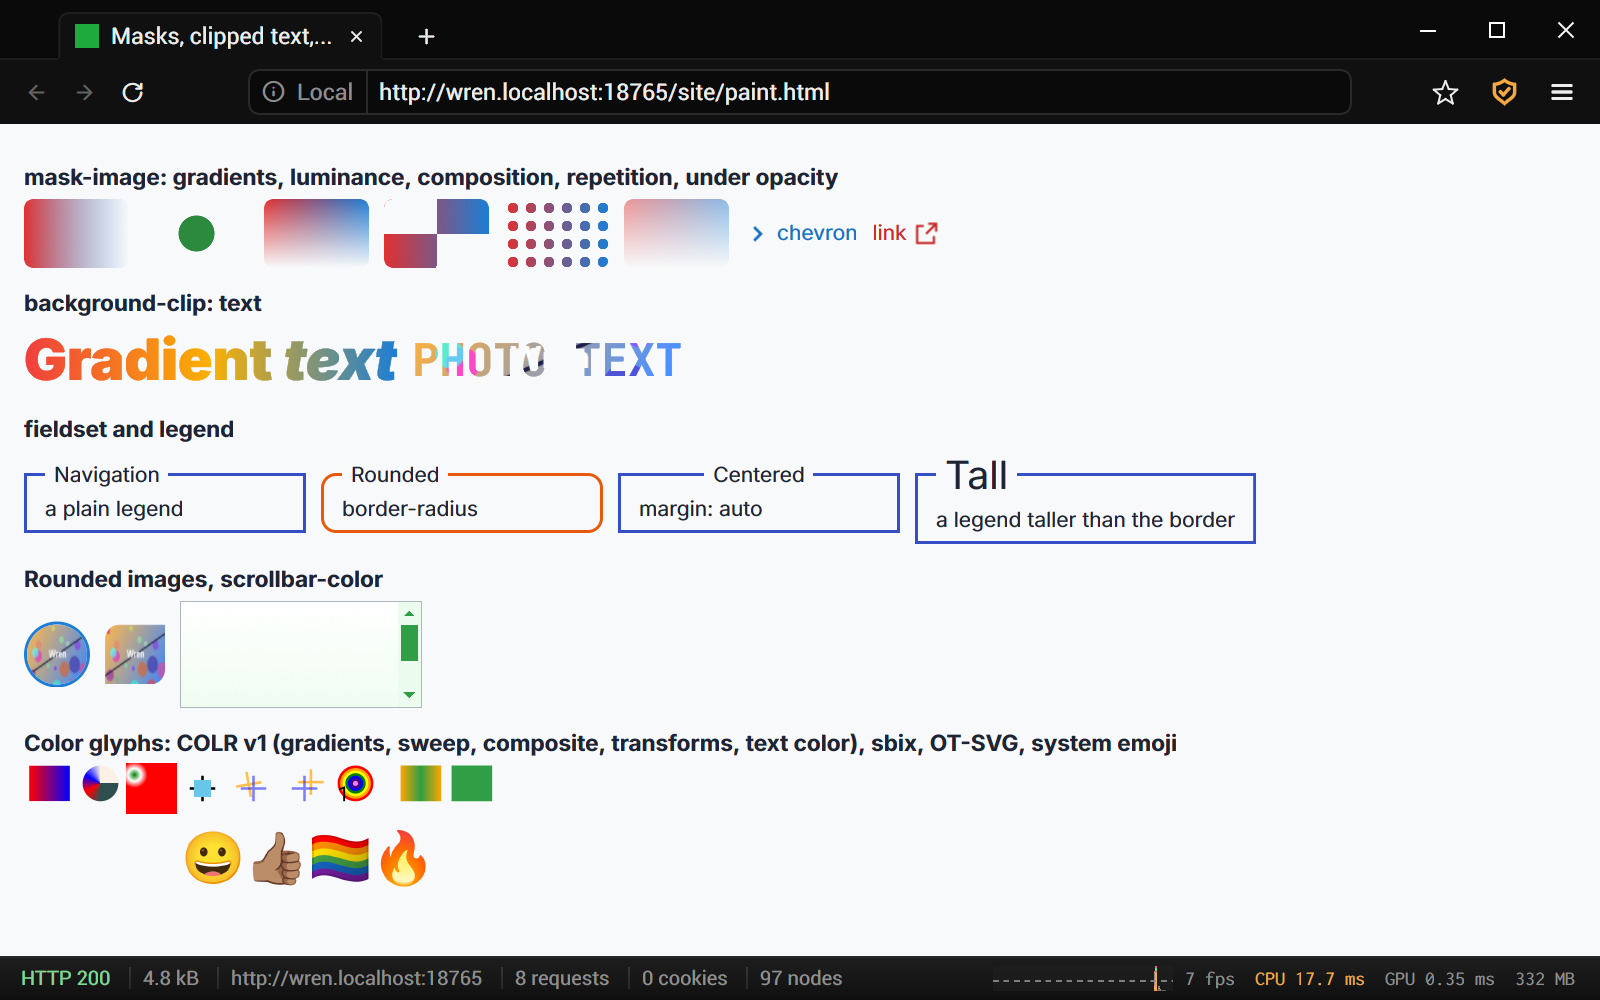 Masks, clipped text,...
Local http://wren.localhost:18765/site/paint.html
mask-image: gradients, luminance, composition, repetition, under opacity
chevron link
background-clip: text
Gradient text PHOTO TEXT
fieldset and legend
Navigation
a plain legend
Rounded
border-radius
Centered
margin: auto
Tall
a legend taller than the border
Rounded images, scrollbar-color
Wren Wren
Color glyphs: COLR v1 (gradients, sweep, composite, transforms, text color), sbix, OT-SVG, system emoji
HTTP 200 4.8 kB http://wren.localhost:18765 8 requests 0 cookies 97 nodes 7 fps CPU 17.7 ms GPU 0.35 ms 332 MB